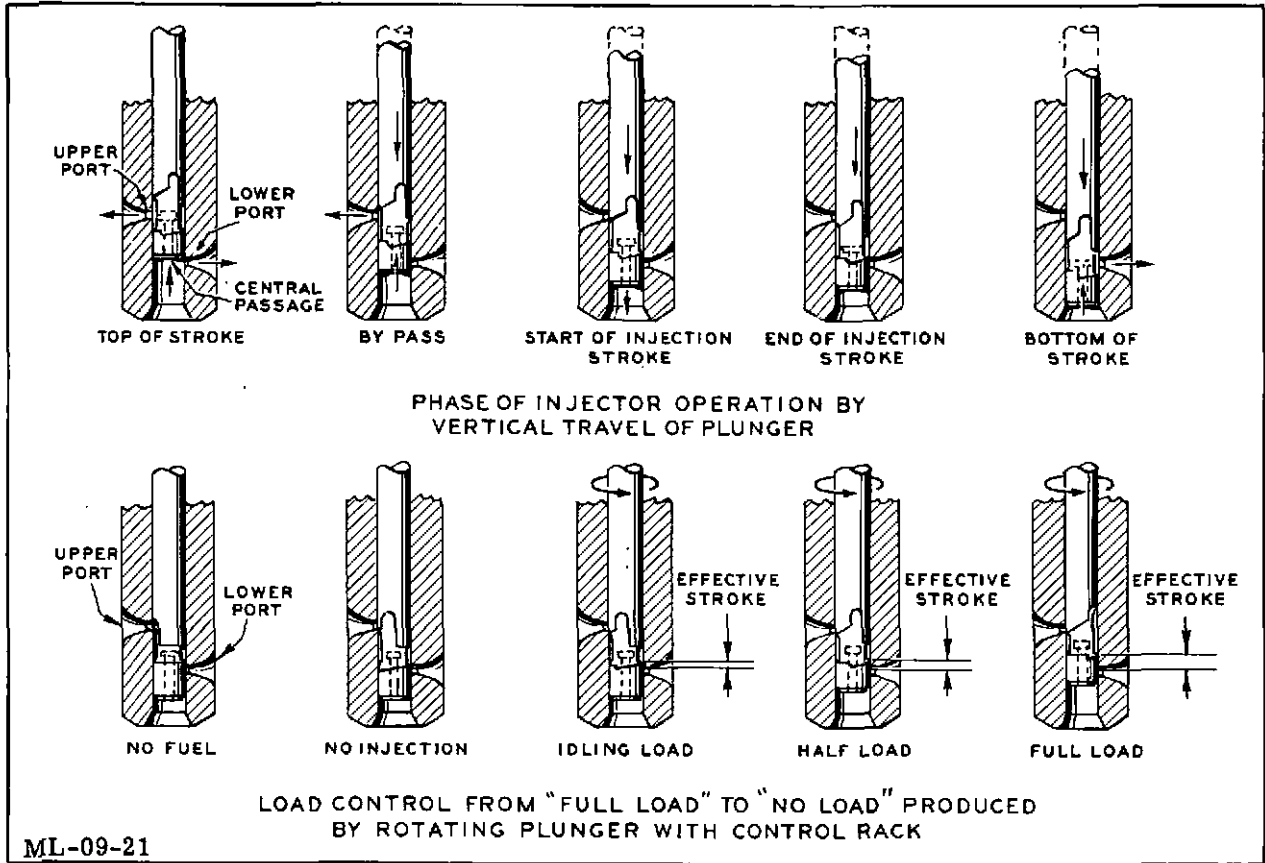 UPPER
PORT
LOWER
PORT
CENTRAL
PASSAGE
TOP OF STROKE
BY PASS
START OF INJECTION
STROKE
END OF INJECTION
STROKE
BOTTOM OF
STROKE
PHASE OF INJECTOR OPERATION BY
VERTICAL TRAVEL OF PLUNGER
UPPER
PORT
LOWER
PORT
EFFECTIVE
STROKE
EFFECTIVE
STROKE
EFFECTIVE
STROKE
NO FUEL
NO INJECTION
IDLING LOAD
HALF LOAD
FULL LOAD
LOAD CONTROL FROM "FULL LOAD" TO "NO LOAD" PRODUCED
BY ROTATING PLUNGER WITH CONTROL RACK
ML-09-21